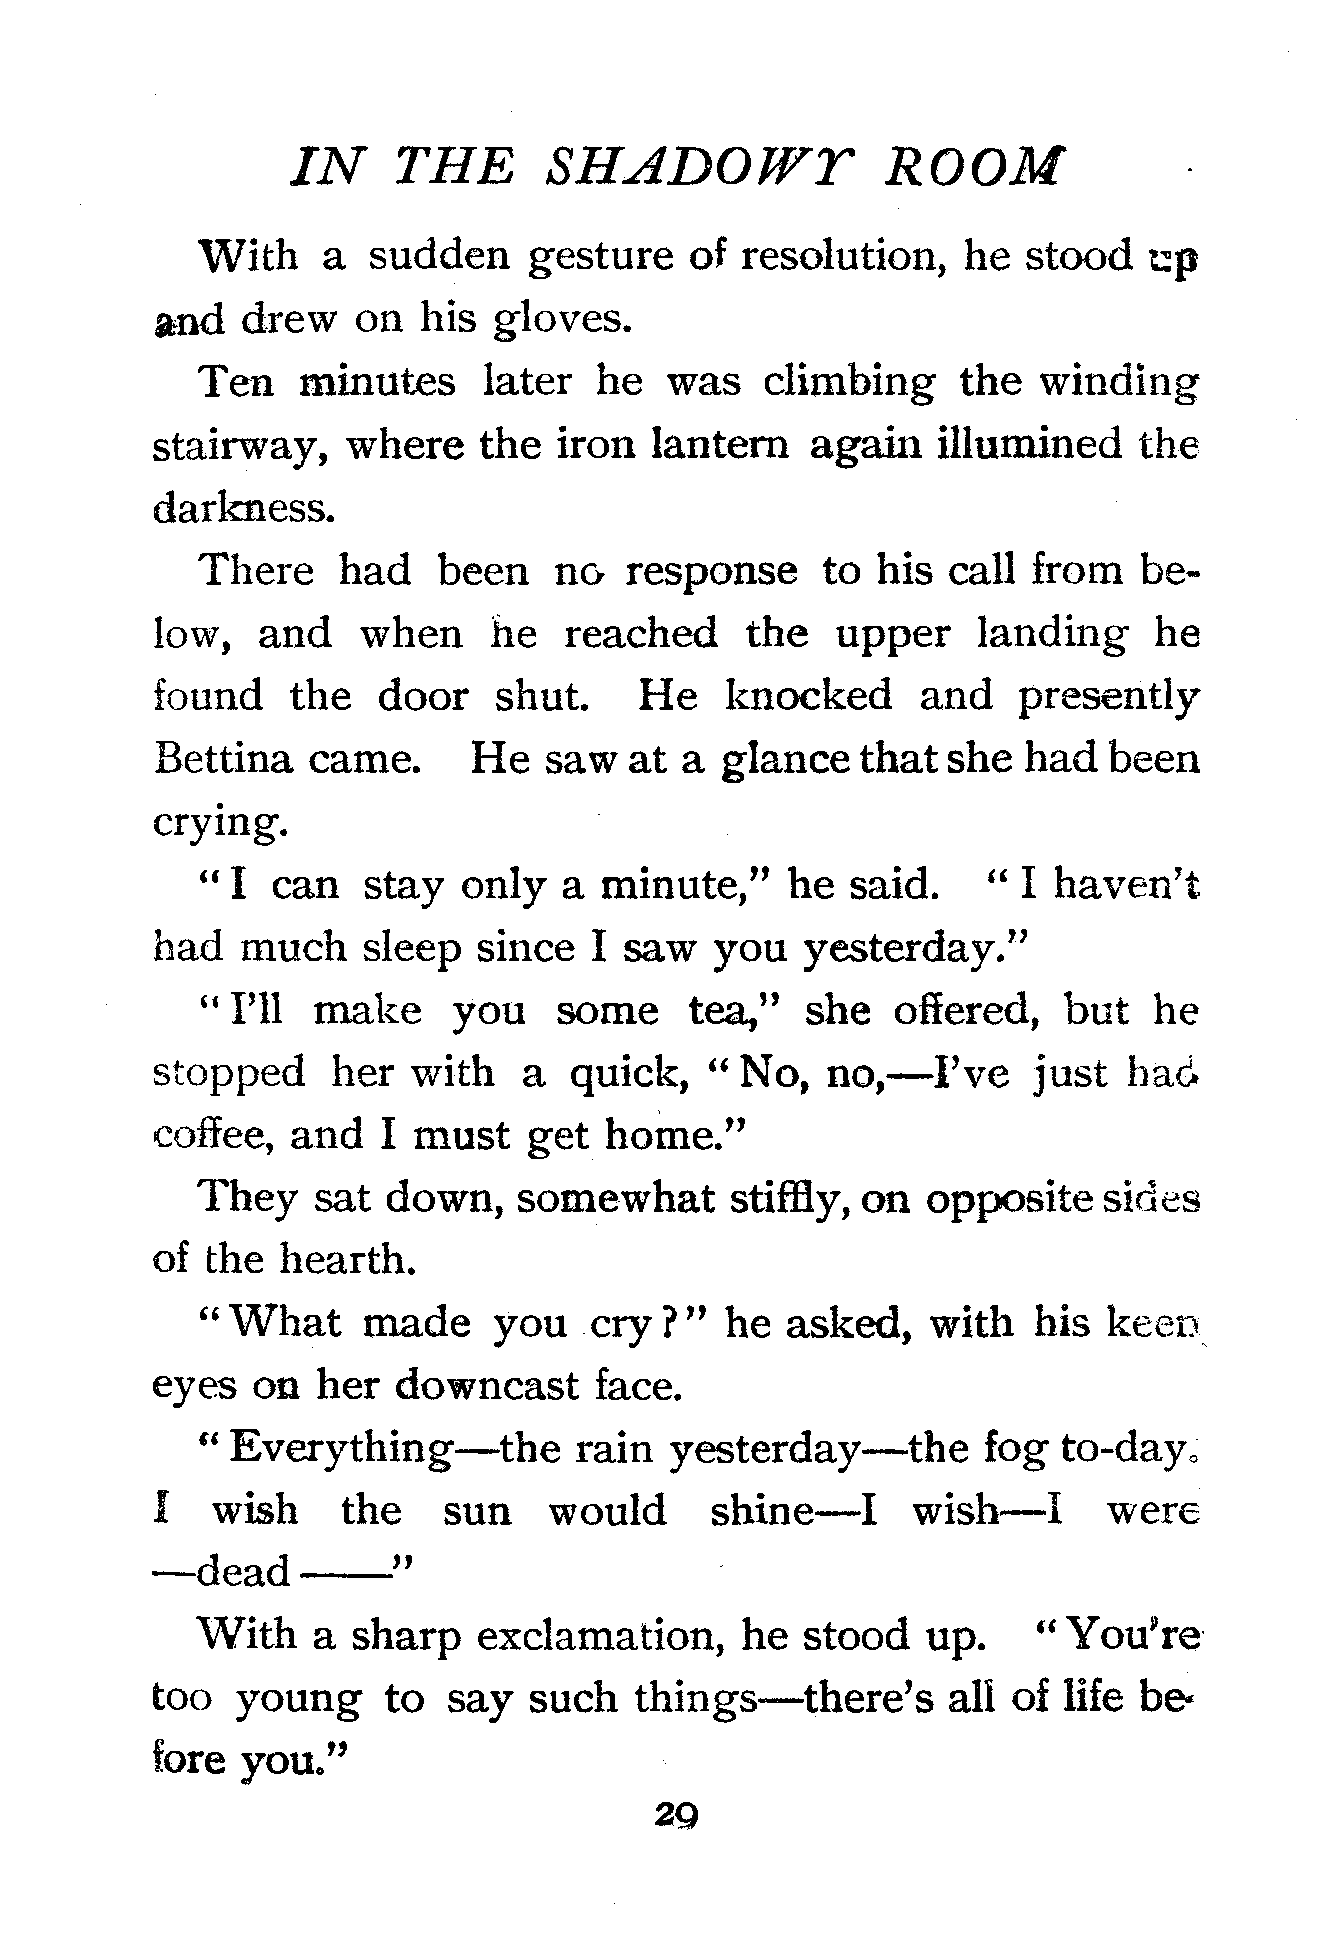 IN THE SHADOWY ROOM
With a sudden gesture of resolution, he stood up
and drew on his gloves.
Ten minutes later he was climbing the winding
stairway, where the iron lantern again illumined the
darkness.
There had been no response to his call from be-
low, and when he reached the upper landing he
found the door shut. He knocked and presently
Bettina came. He saw at a glance that she had been
crying.
"I can stay only a minute," he said. "I haven't
had much sleep since I saw you yesterday."
"I'll make you some tea," she offered, but he
stopped her with a quick, "No, no,—I've just had
coffee, and I must get home."
They sat down, somewhat stiffly, on opposite sides
of the hearth.
"What made you cry?" he asked, with his keen
eyes on her downcast face.
"Everything—the rain yesterday—the fog to-day.
I wish the sun would shine—I wish—I were
—dead——"
With a sharp exclamation, he stood up. "You're
too young to say such things—there's all of life be-
fore you."
29